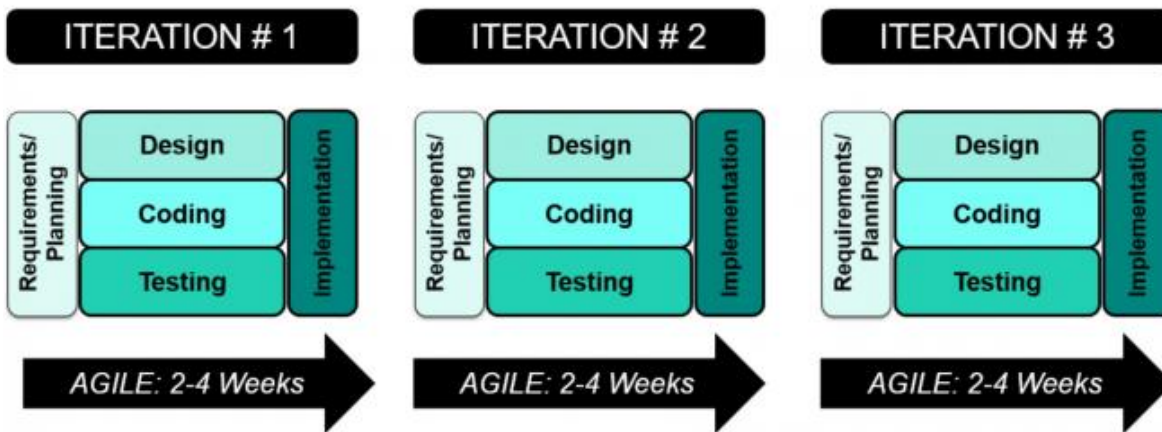 ITERATION # 1
Requirements/
Planning
Design
Coding
Testing
Implementation
AGILE: 2-4 Weeks
ITERATION # 2
Requirements/
Planning
Design
Coding
Testing
Implementation
AGILE: 2-4 Weeks
ITERATION # 3
Requirements/
Planning
Design
Coding
Testing
Implementation
AGILE: 2-4 Weeks